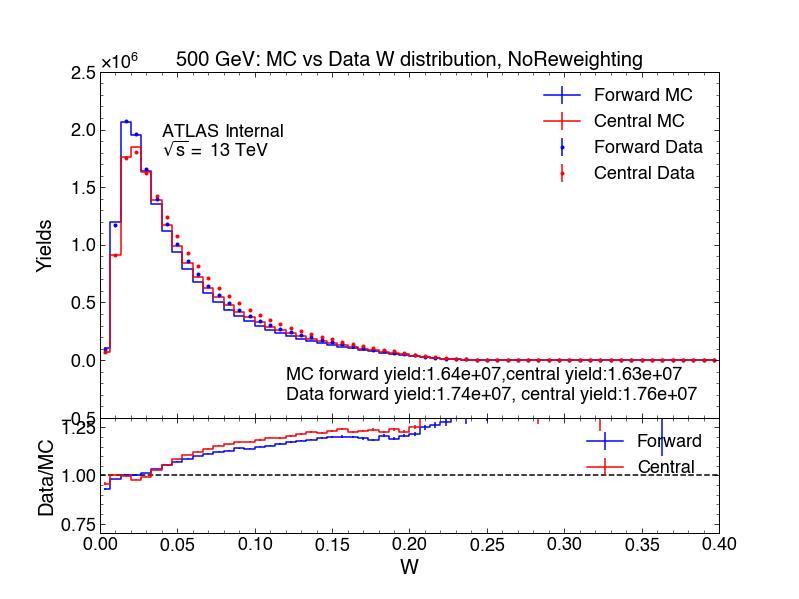 ×10⁶
500 GeV: MC vs Data W distribution, NoReweighting
2.5
2.0
1.5
1.0
0.5
0.0
-0.5
Yields
ATLAS Internal
√s = 13 TeV
Forward MC
Central MC
Forward Data
Central Data
MC forward yield:1.64e+07,central yield:1.63e+07
Data forward yield:1.74e+07, central yield:1.76e+07
1.25
1.00
0.75
Data/MC
Forward
Central
0.00 0.05 0.10 0.15 0.20 0.25 0.30 0.35 0.40
W